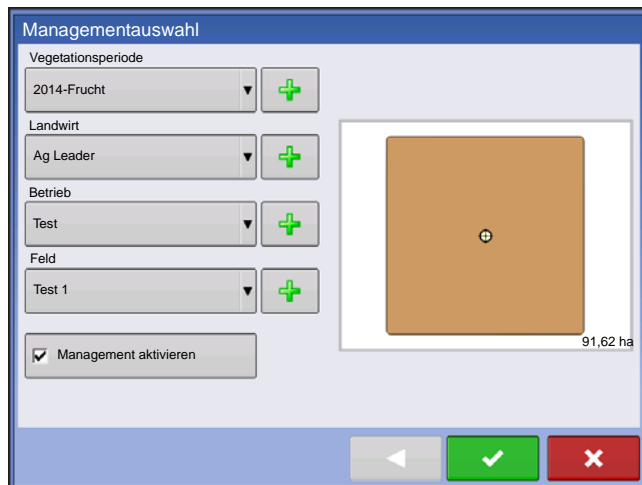 Managementauswahl
Vegetationsperiode
2014-Frucht
Landwirt
Ag Leader
Betrieb
Test
Feld
Test 1
Management aktivieren
91,62 ha